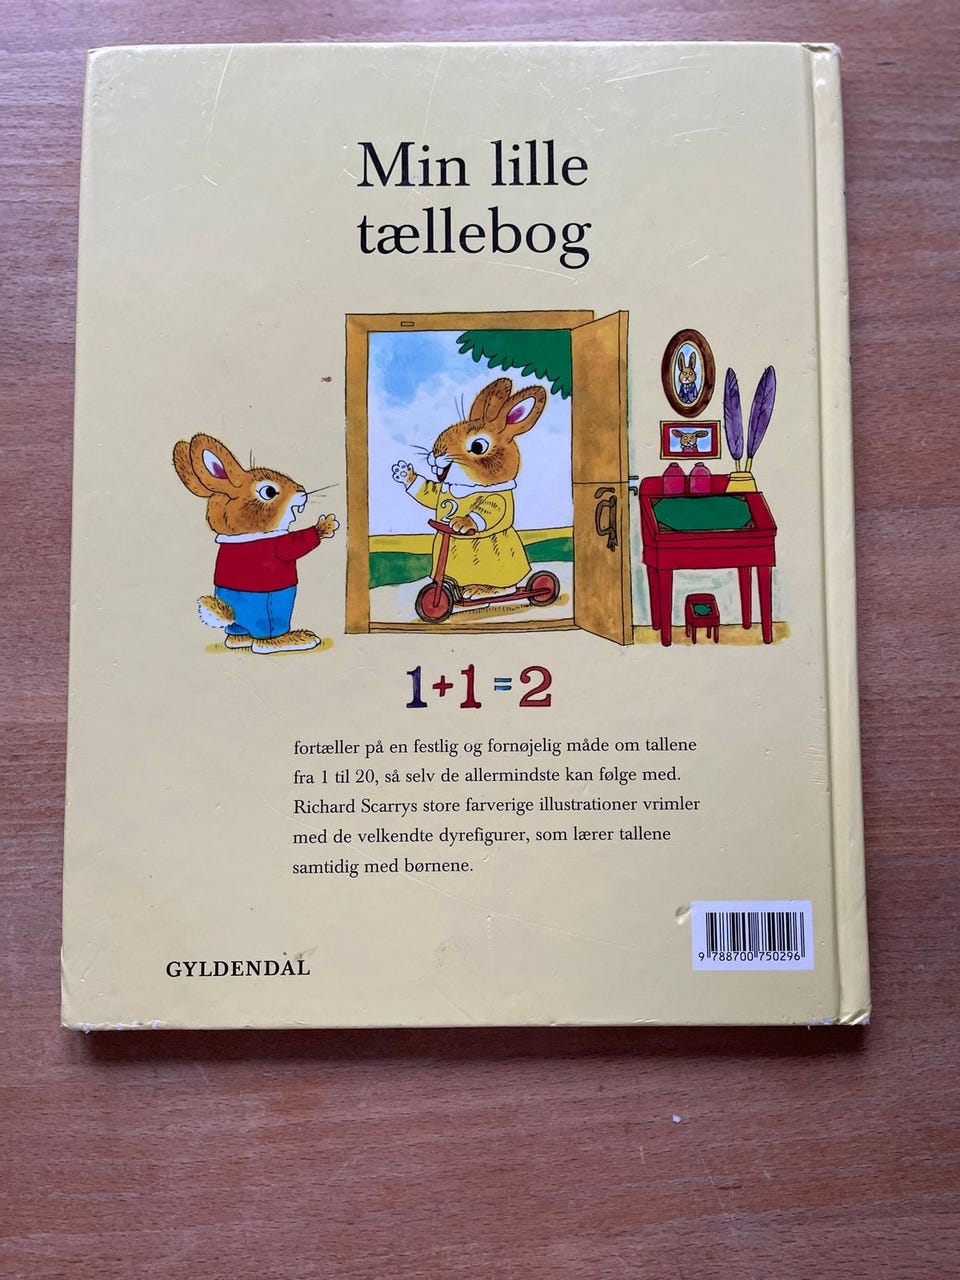 Min lille
tællebog
2
1+1=2
fortæller på en festlig og fornøjelig måde om tallene
fra 1 til 20, så selv de allermindste kan følge med.
Richard Scarrys store farverige illustrationer vrimler
med de velkendte dyrefigurer, som lærer tallene
samtidig med børnene.
GYLDENDAL
9 788700 750296